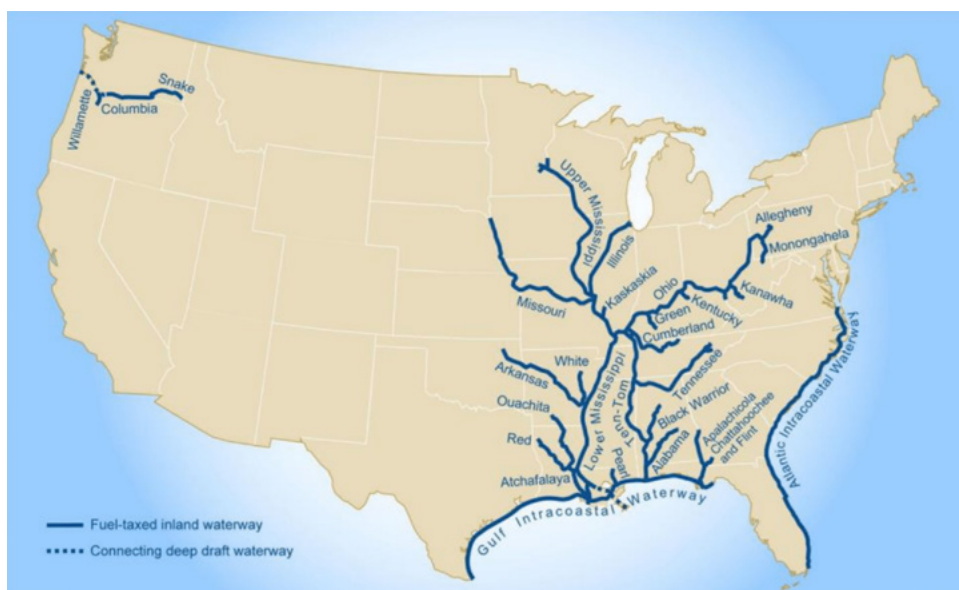 Snake
Columbia
Willamette
Upper Mississippi
Illinois
Allegheny
Monongahela
Kaskaskia
Ohio
Kanawha
Missouri
Kentucky
Green
Cumberland
White
Arkansas
Tennessee
Ouachita
Lower Mississippi
Tenn-Tom
Black Warrior
Red
Pearl
Alabama
Apalachicola
Chattahoochee
and Flint
Atlantic Intracoastal Waterway
Atchafalaya
Gulf Intracoastal Waterway
Fuel-taxed inland waterway
Connecting deep draft waterway